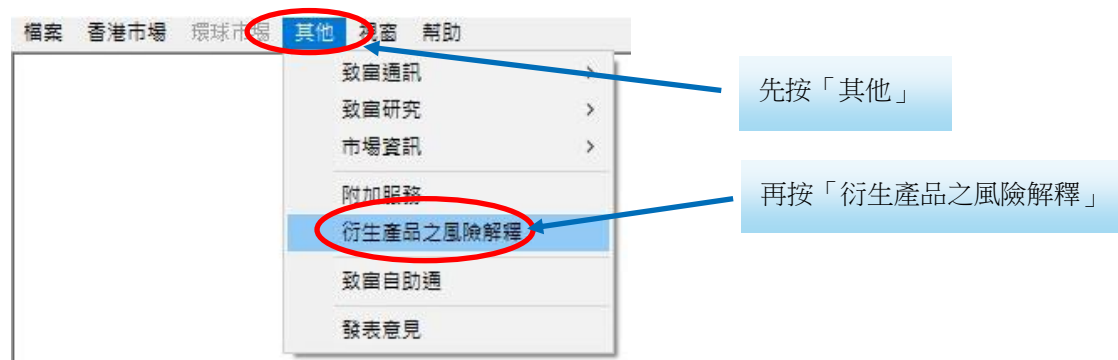 檔案 香港市場 環球市場 其他 視窗 幫助
致富通訊 >
致富研究 >
市場資訊 >
附加服務
衍生產品之風險解釋
致富自助通
發表意見
先按「其他」
再按「衍生產品之風險解釋」